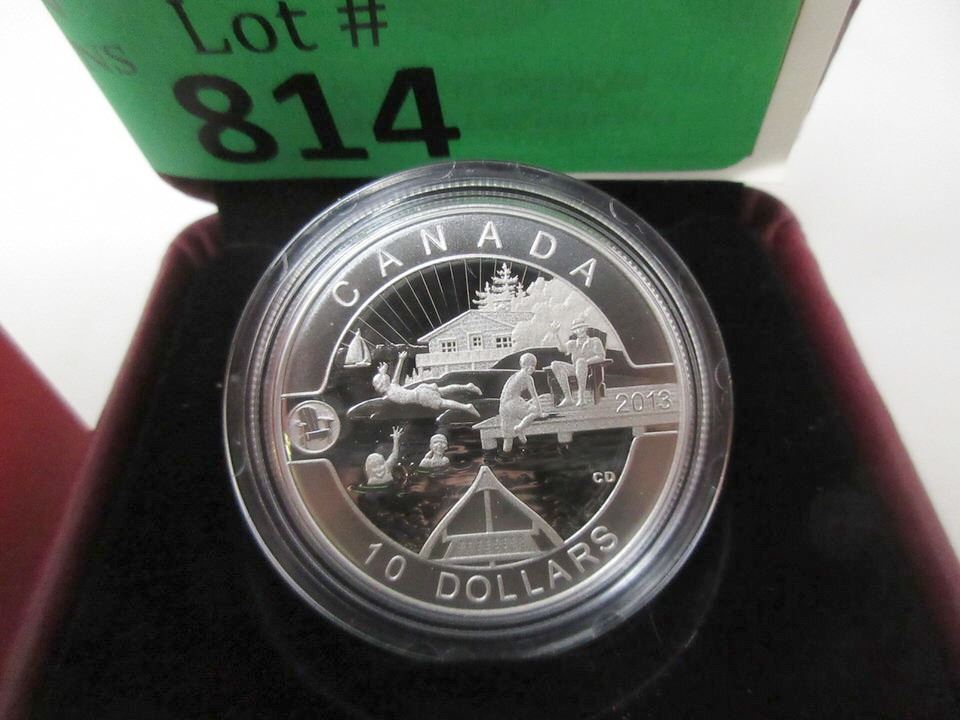 Lot #
814
CANADA
2013
CD
10 DOLLARS